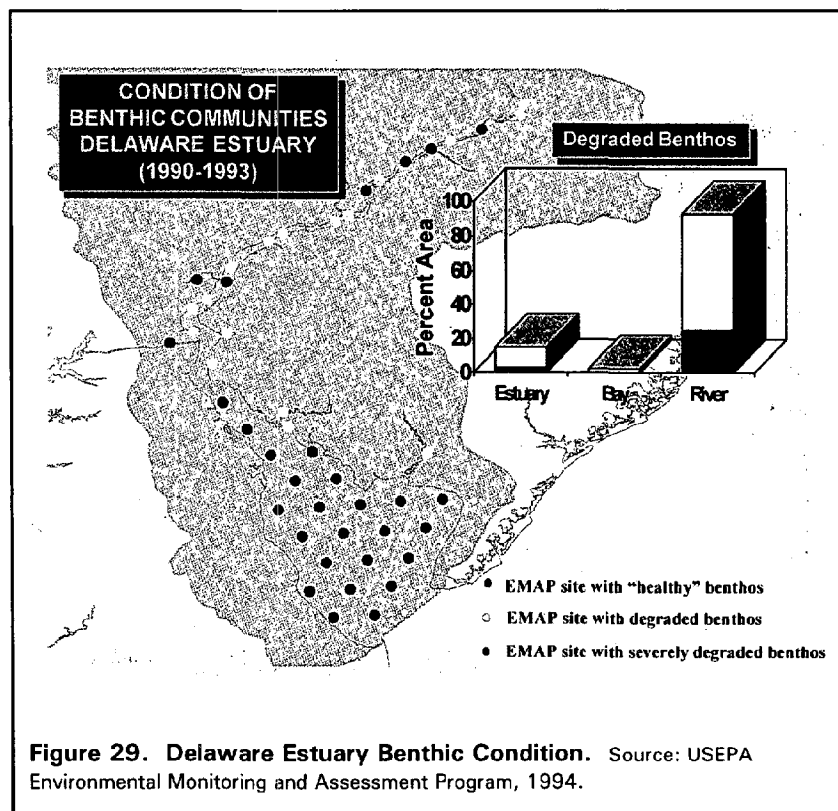 CONDITION OF
BENTHIC COMMUNITIES
DELAWARE ESTUARY
(1990-1993)
Degraded Benthos
Percent Area
100
80
60
40
20
0
Estuary
Bay
River
EMAP site with "healthy" benthos
EMAP site with degraded benthos
EMAP site with severely degraded benthos
Figure 29. Delaware Estuary Benthic Condition. Source: USEPA
Environmental Monitoring and Assessment Program, 1994.